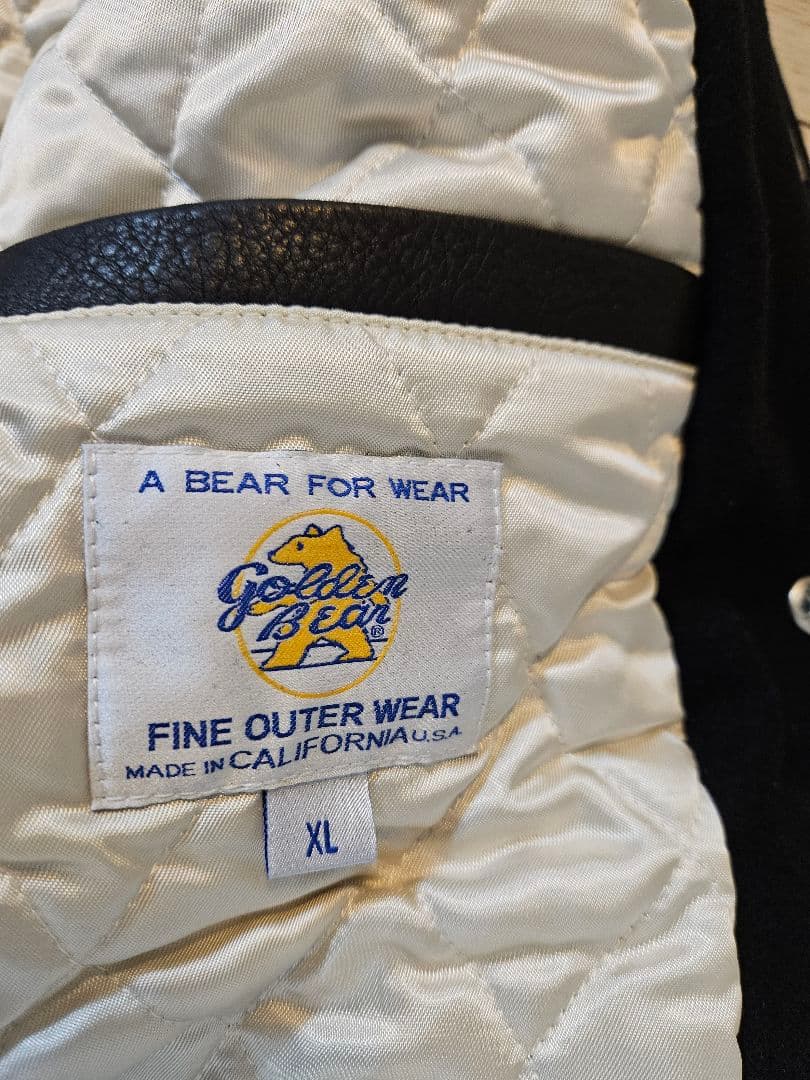 A BEAR FOR WEAR
Golden
Bear®
FINE OUTER WEAR
MADE IN CALIFORNIA U.S.A.
XL